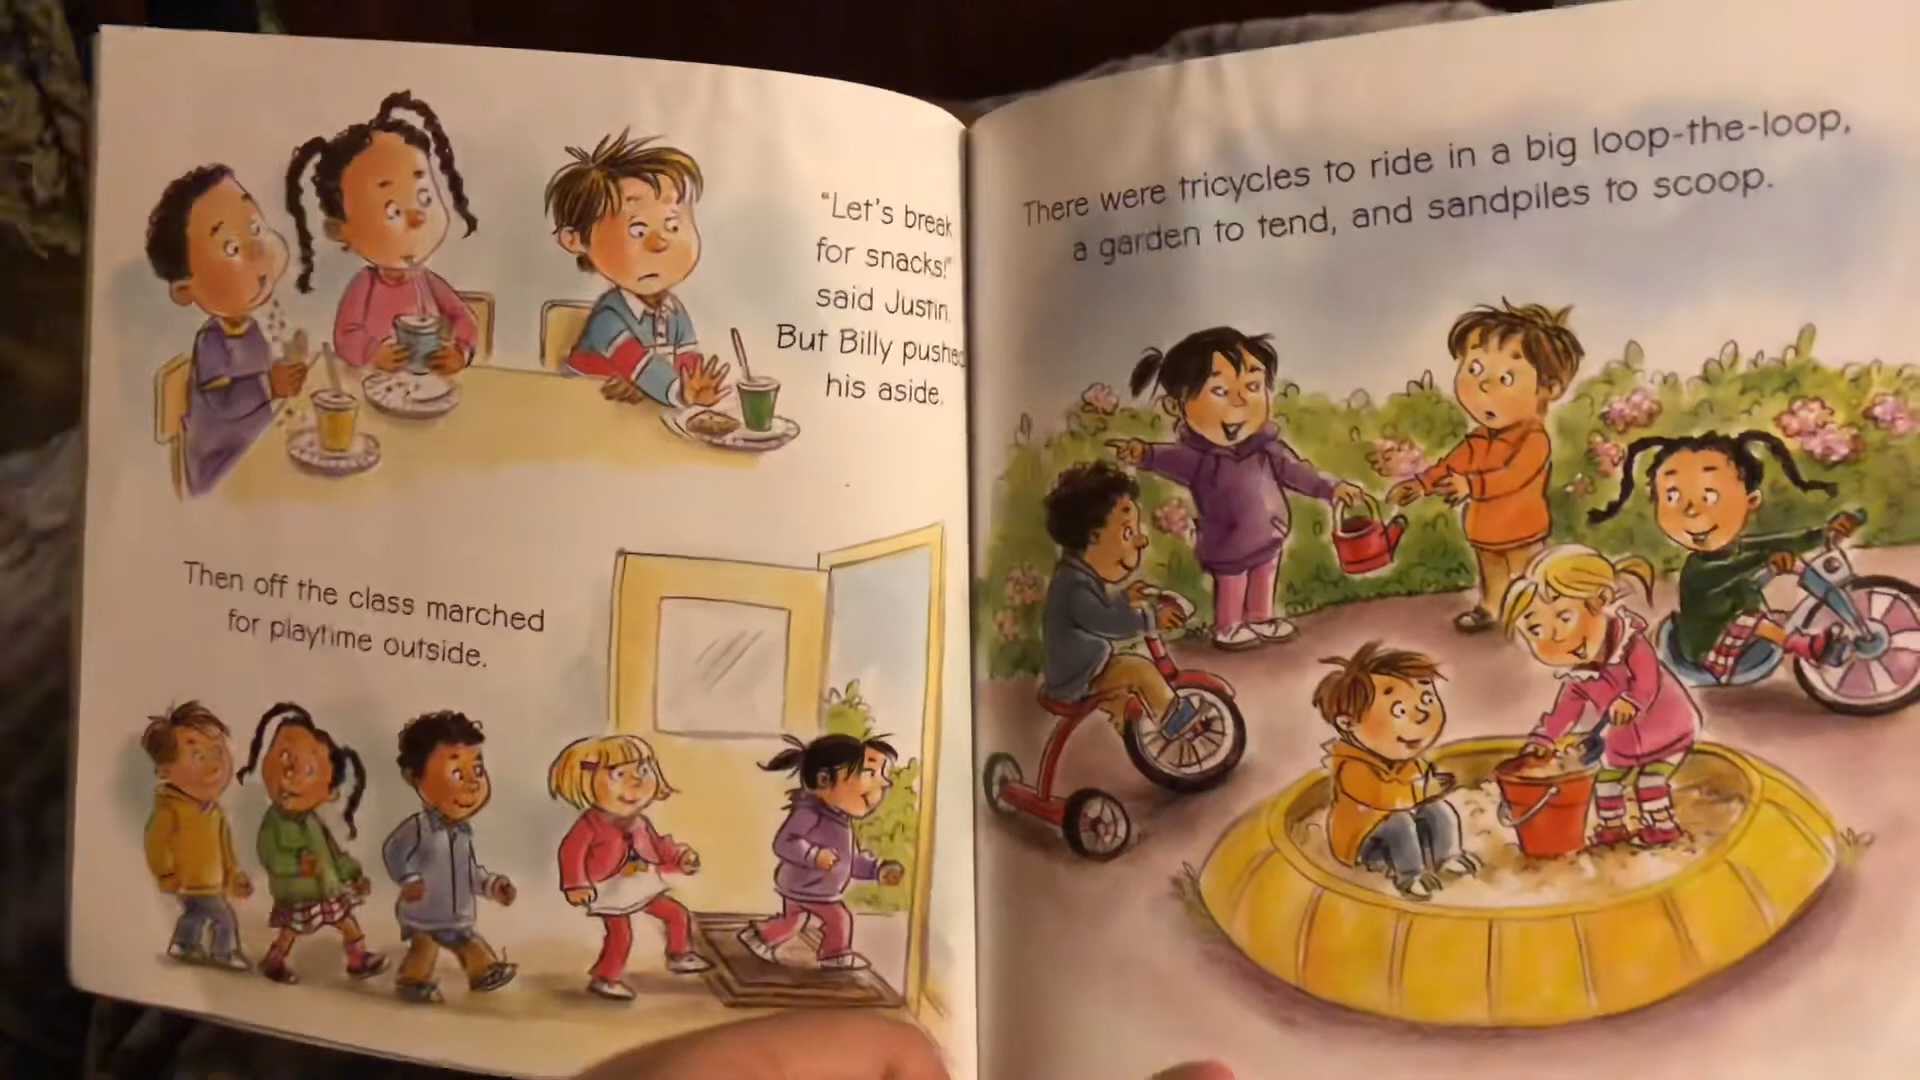 "Let's break
for snacks!"
said Justin.
But Billy pushed
his aside.
Then off the class marched
for playtime outside.
There were tricycles to ride in a big loop-the-loop,
a garden to tend, and sandpiles to scoop.